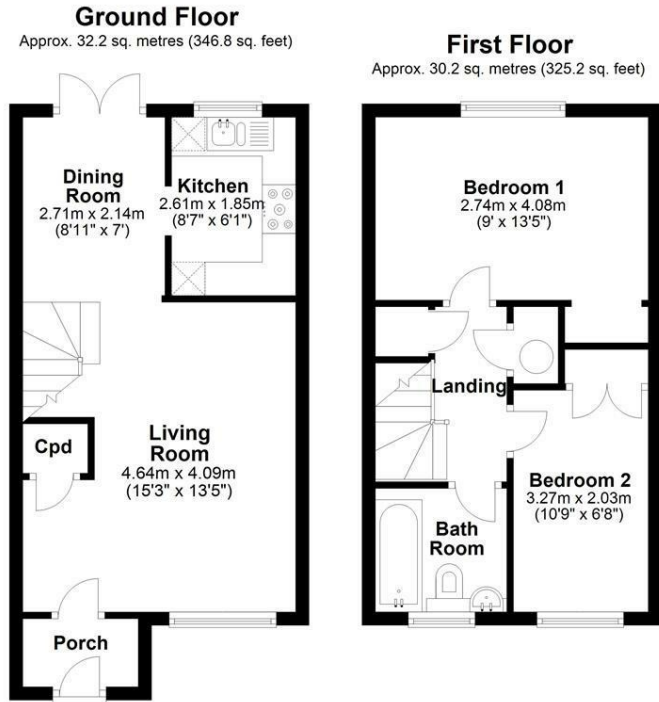 Ground Floor
Approx. 32.2 sq. metres (346.8 sq. feet)
Dining
Room
2.71m x 2.14m
(8'11" x 7')
Kitchen
2.61m x 1.85m
(8'7" x 6'1")
Cpd
Living
Room
4.64m x 4.09m
(15'3" x 13'5")
Porch
First Floor
Approx. 30.2 sq. metres (325.2 sq. feet)
Bedroom 1
2.74m x 4.08m
(9' x 13'5")
Landing
Bedroom 2
3.27m x 2.03m
(10'9" x 6'8")
Bath
Room